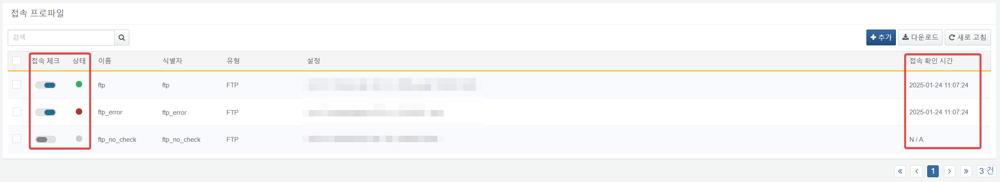 접속 프로파일
검색 추가 다운로드 새로 고침
접속 체크 상태 이름 식별자 유형 설정 접속 확인 시간
ftp ftp FTP 2025-01-24 11:07:24
ftp_error ftp_error FTP 2025-01-24 11:07:24
ftp_no_check ftp_no_check FTP N / A
« ‹ 1 › » 3 건